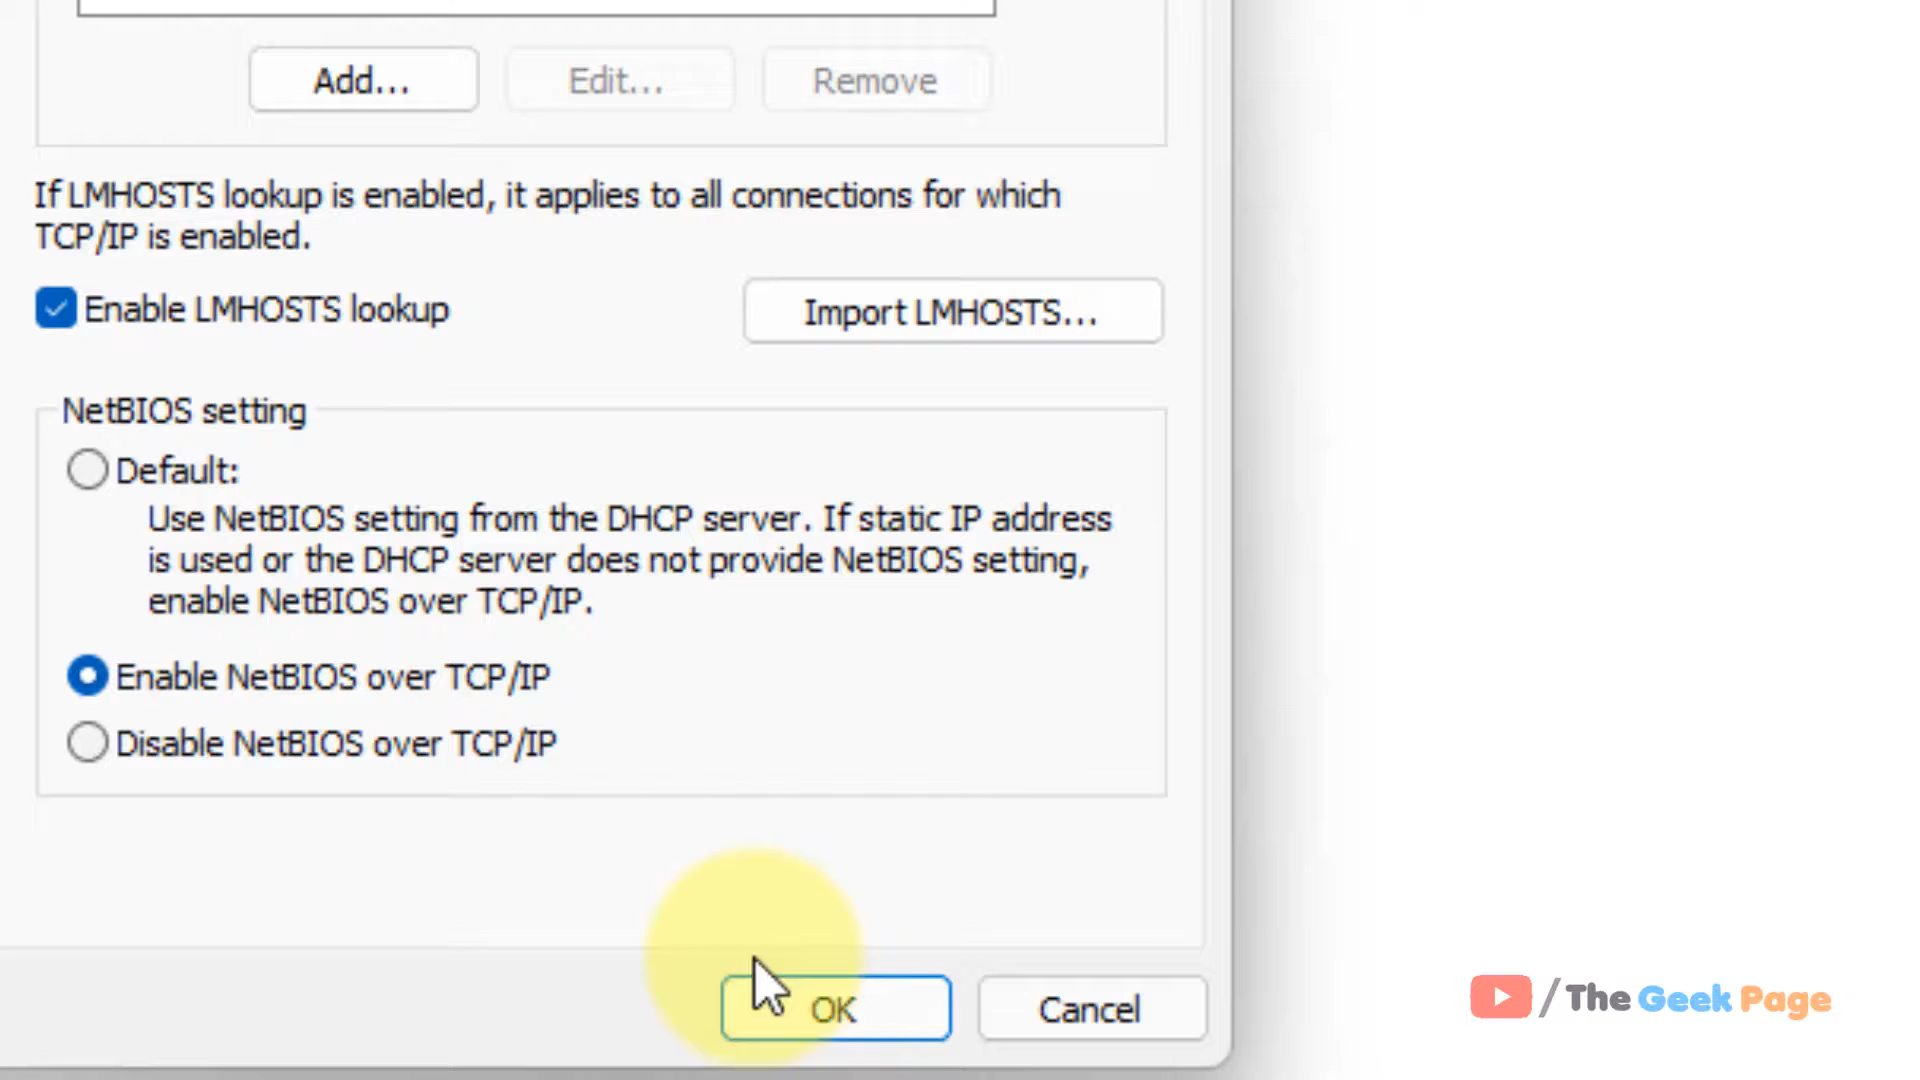 Add...
Edit...
Remove
If LMHOSTS lookup is enabled, it applies to all connections for which
TCP/IP is enabled.
Enable LMHOSTS lookup
Import LMHOSTS...
NetBIOS setting
Default:
Use NetBIOS setting from the DHCP server. If static IP address
is used or the DHCP server does not provide NetBIOS setting,
enable NetBIOS over TCP/IP.
Enable NetBIOS over TCP/IP
Disable NetBIOS over TCP/IP
OK
Cancel
/The Geek Page